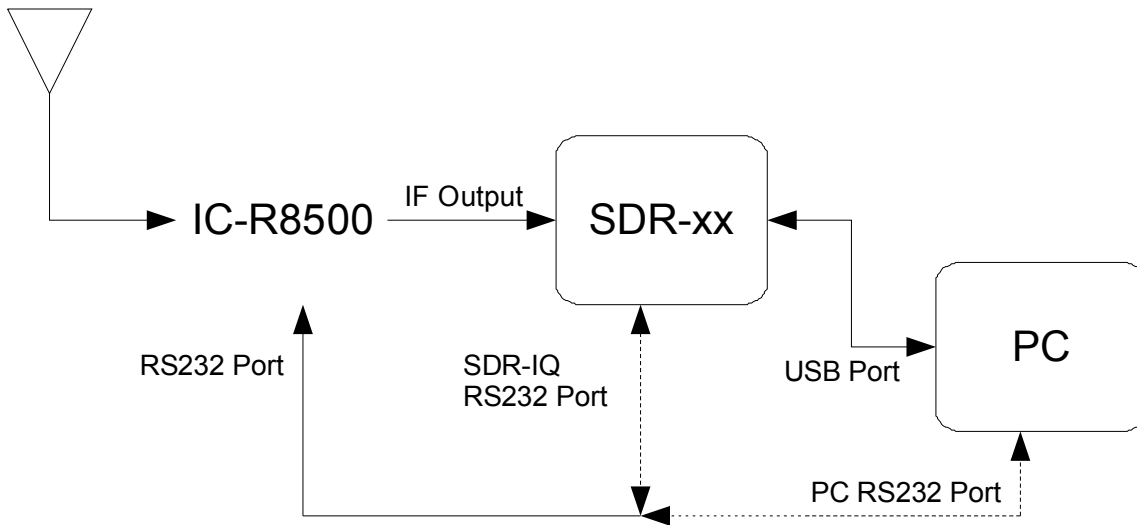 IF Output
IC-R8500
SDR-xx
PC
RS232 Port
SDR-IQ
RS232 Port
USB Port
PC RS232 Port